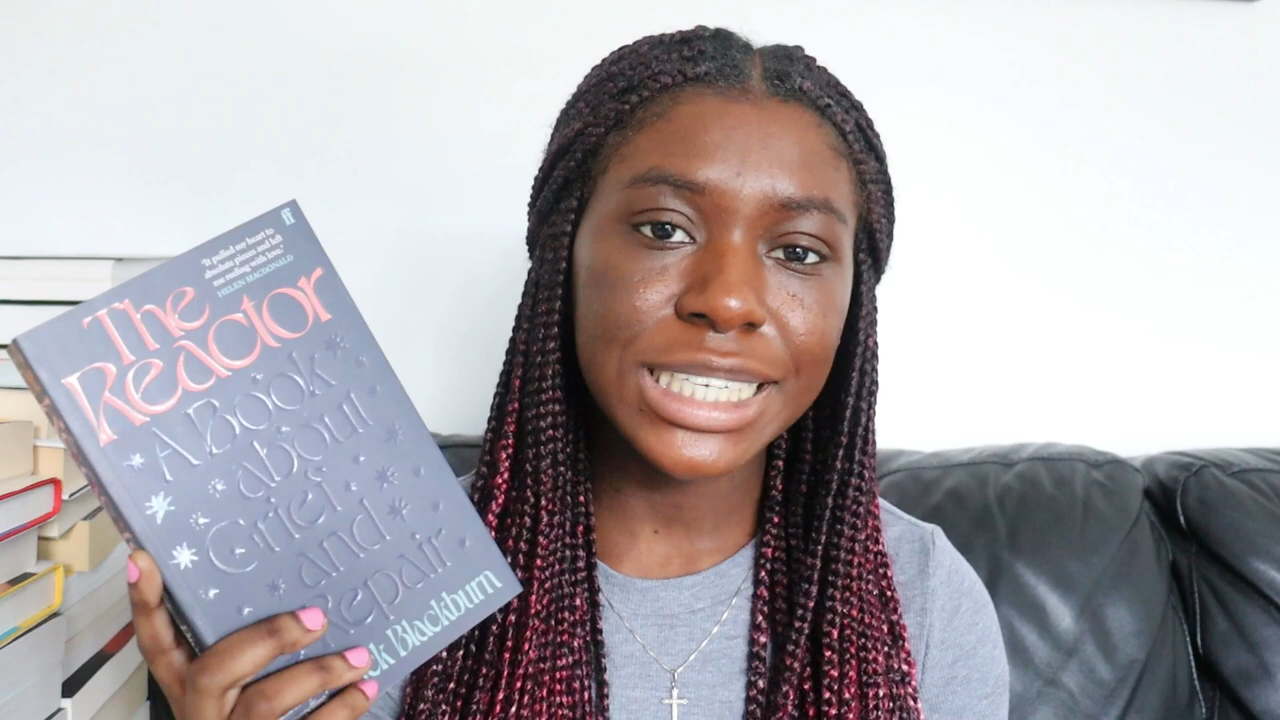 ff
'It pulled my heart to
absolute pieces and left
me reeling with love.'
HELEN MACDONALD
The
Reactor
A Book
about
Grief
and
Repair
ck Blackburn